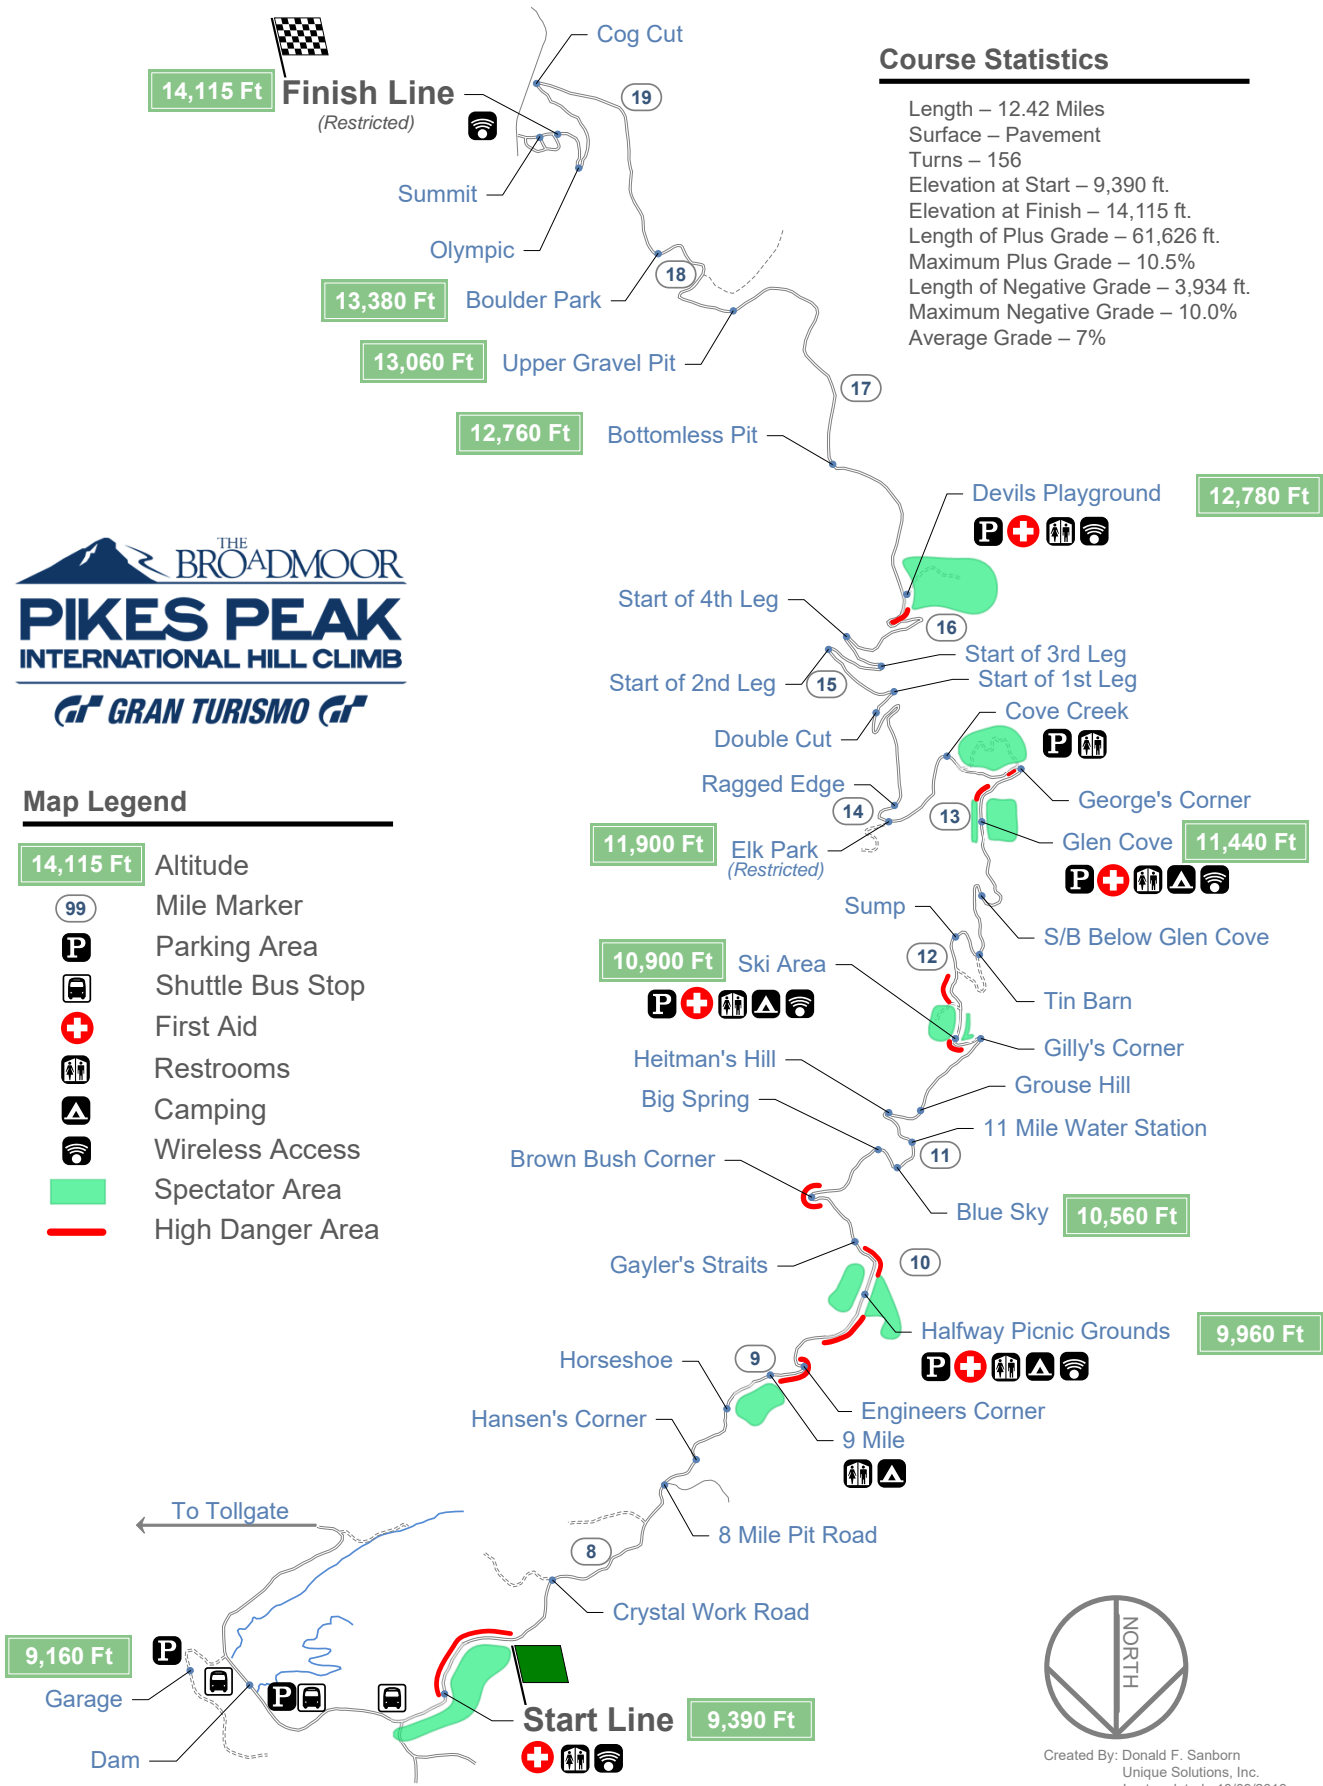 Cog Cut
Course Statistics
14,115 Ft
Finish Line
(Restricted)
19
Length – 12.42 Miles
Surface – Pavement
Turns – 156
Elevation at Start – 9,390 ft.
Elevation at Finish – 14,115 ft.
Length of Plus Grade – 61,626 ft.
Maximum Plus Grade – 10.5%
Length of Negative Grade – 3,934 ft.
Maximum Negative Grade – 10.0%
Average Grade – 7%
Summit
Olympic
18
13,380 Ft
Boulder Park
13,060 Ft
Upper Gravel Pit
17
12,760 Ft
Bottomless Pit
Devils Playground
12,780 Ft
P
THE
BROADMOOR
PIKES PEAK
INTERNATIONAL HILL CLIMB
GT GRAN TURISMO GT
Start of 4th Leg
16
Start of 3rd Leg
Start of 2nd Leg
15
Start of 1st Leg
Cove Creek
P
Double Cut
Ragged Edge
14
13
George's Corner
11,900 Ft
Elk Park
(Restricted)
Glen Cove
11,440 Ft
P
Map Legend
14,115 Ft Altitude
99 Mile Marker
P Parking Area
Shuttle Bus Stop
First Aid
Restrooms
Camping
Wireless Access
Spectator Area
High Danger Area
Sump
S/B Below Glen Cove
12
10,900 Ft
Ski Area
P
Tin Barn
Gilly's Corner
Heitman's Hill
Grouse Hill
Big Spring
11 Mile Water Station
11
Brown Bush Corner
Blue Sky
10,560 Ft
Gayler's Straits
10
Halfway Picnic Grounds
9,960 Ft
P
Horseshoe
9
Hansen's Corner
Engineers Corner
9 Mile
To Tollgate
8 Mile Pit Road
8
Crystal Work Road
9,160 Ft
P
Garage
P
Dam
Start Line
9,390 Ft
NORTH
Created By: Donald F. Sanborn
Unique Solutions, Inc.